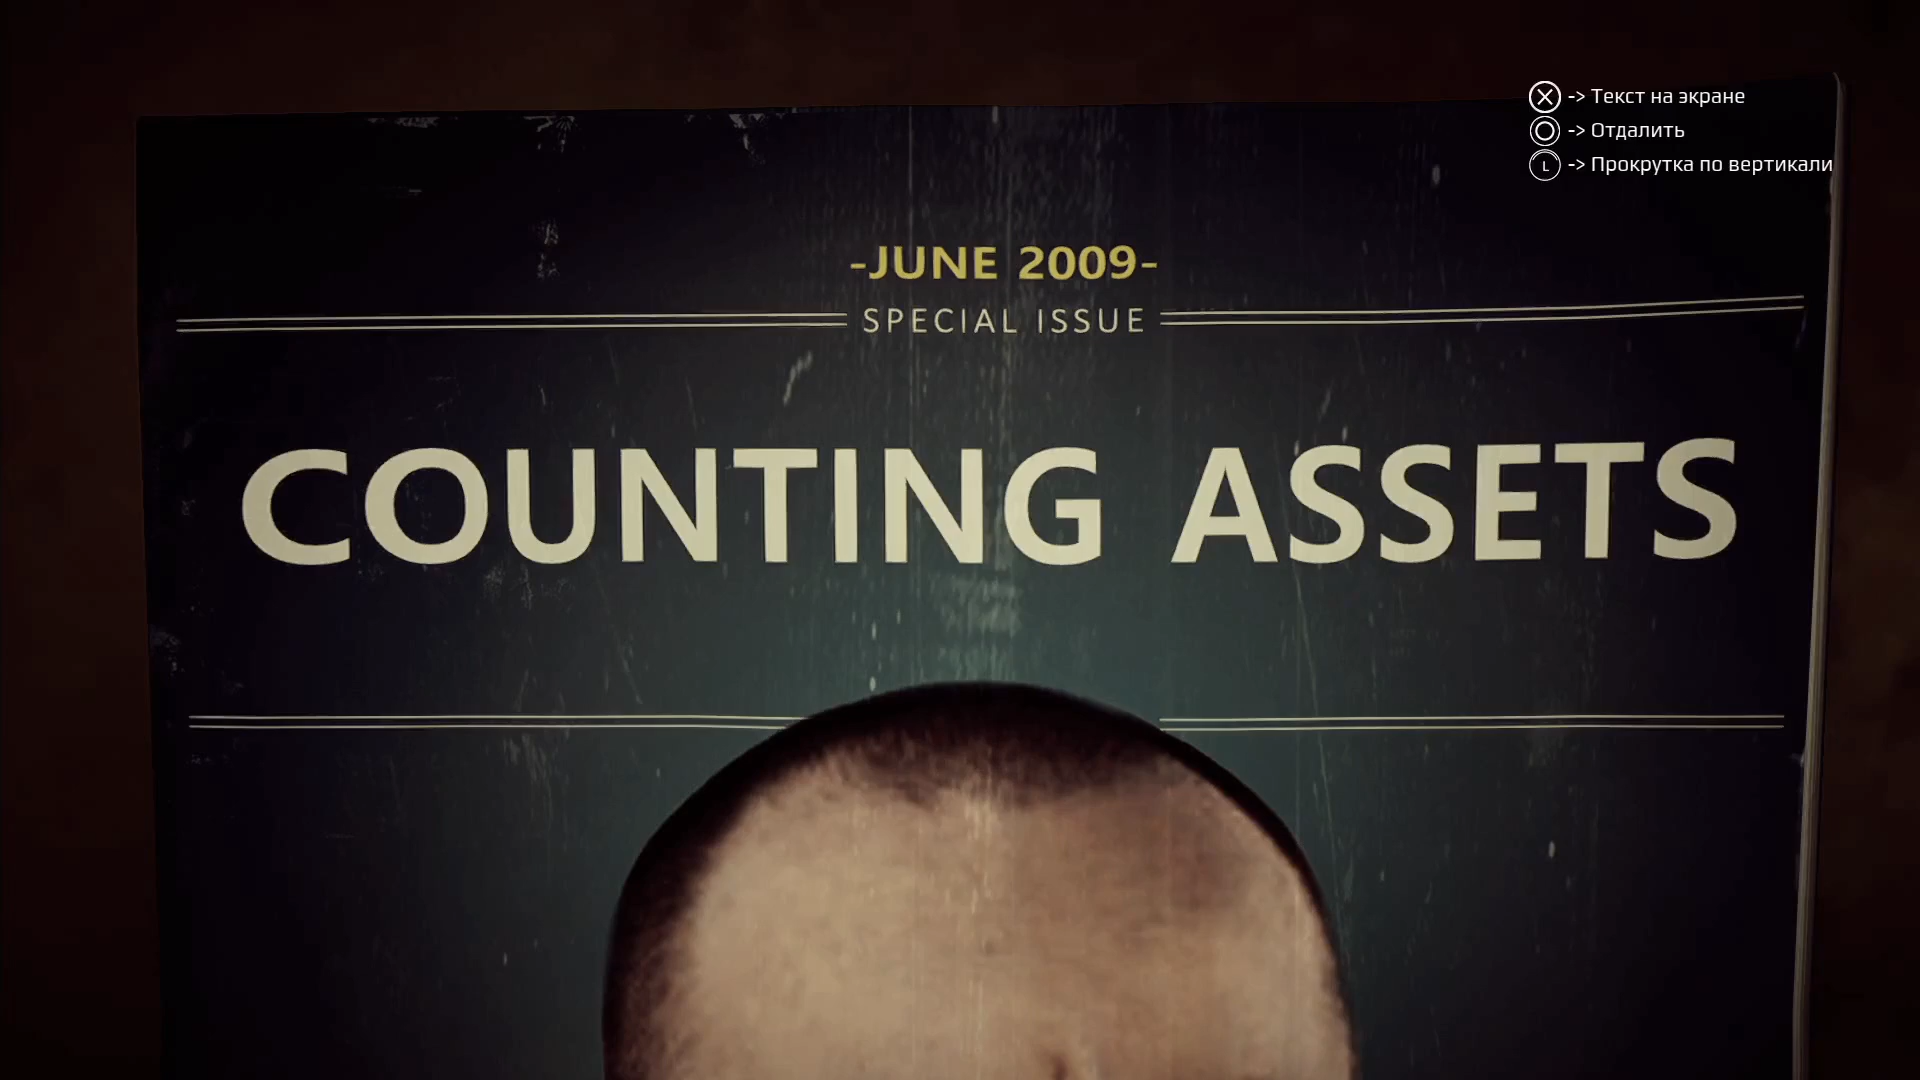 -> Текст на экране
-> Отдалить
L -> Прокрутка по вертикали
-JUNE 2009-
SPECIAL ISSUE
COUNTING ASSETS